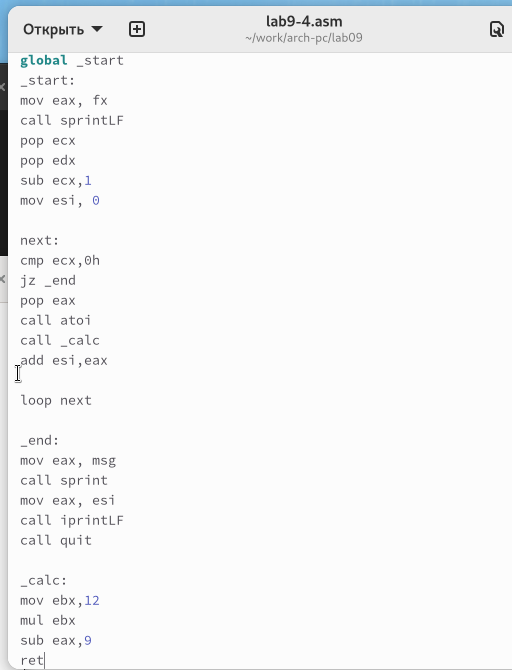 Открыть
lab9-4.asm
~/work/arch-pc/lab09
global _start
_start:
mov eax, fx
call sprintLF
pop ecx
pop edx
sub ecx,1
mov esi, 0
next:
cmp ecx,0h
jz _end
pop eax
call atoi
call _calc
add esi,eax
loop next
_end:
mov eax, msg
call sprint
mov eax, esi
call iprintLF
call quit
_calc:
mov ebx,12
mul ebx
sub eax,9
ret